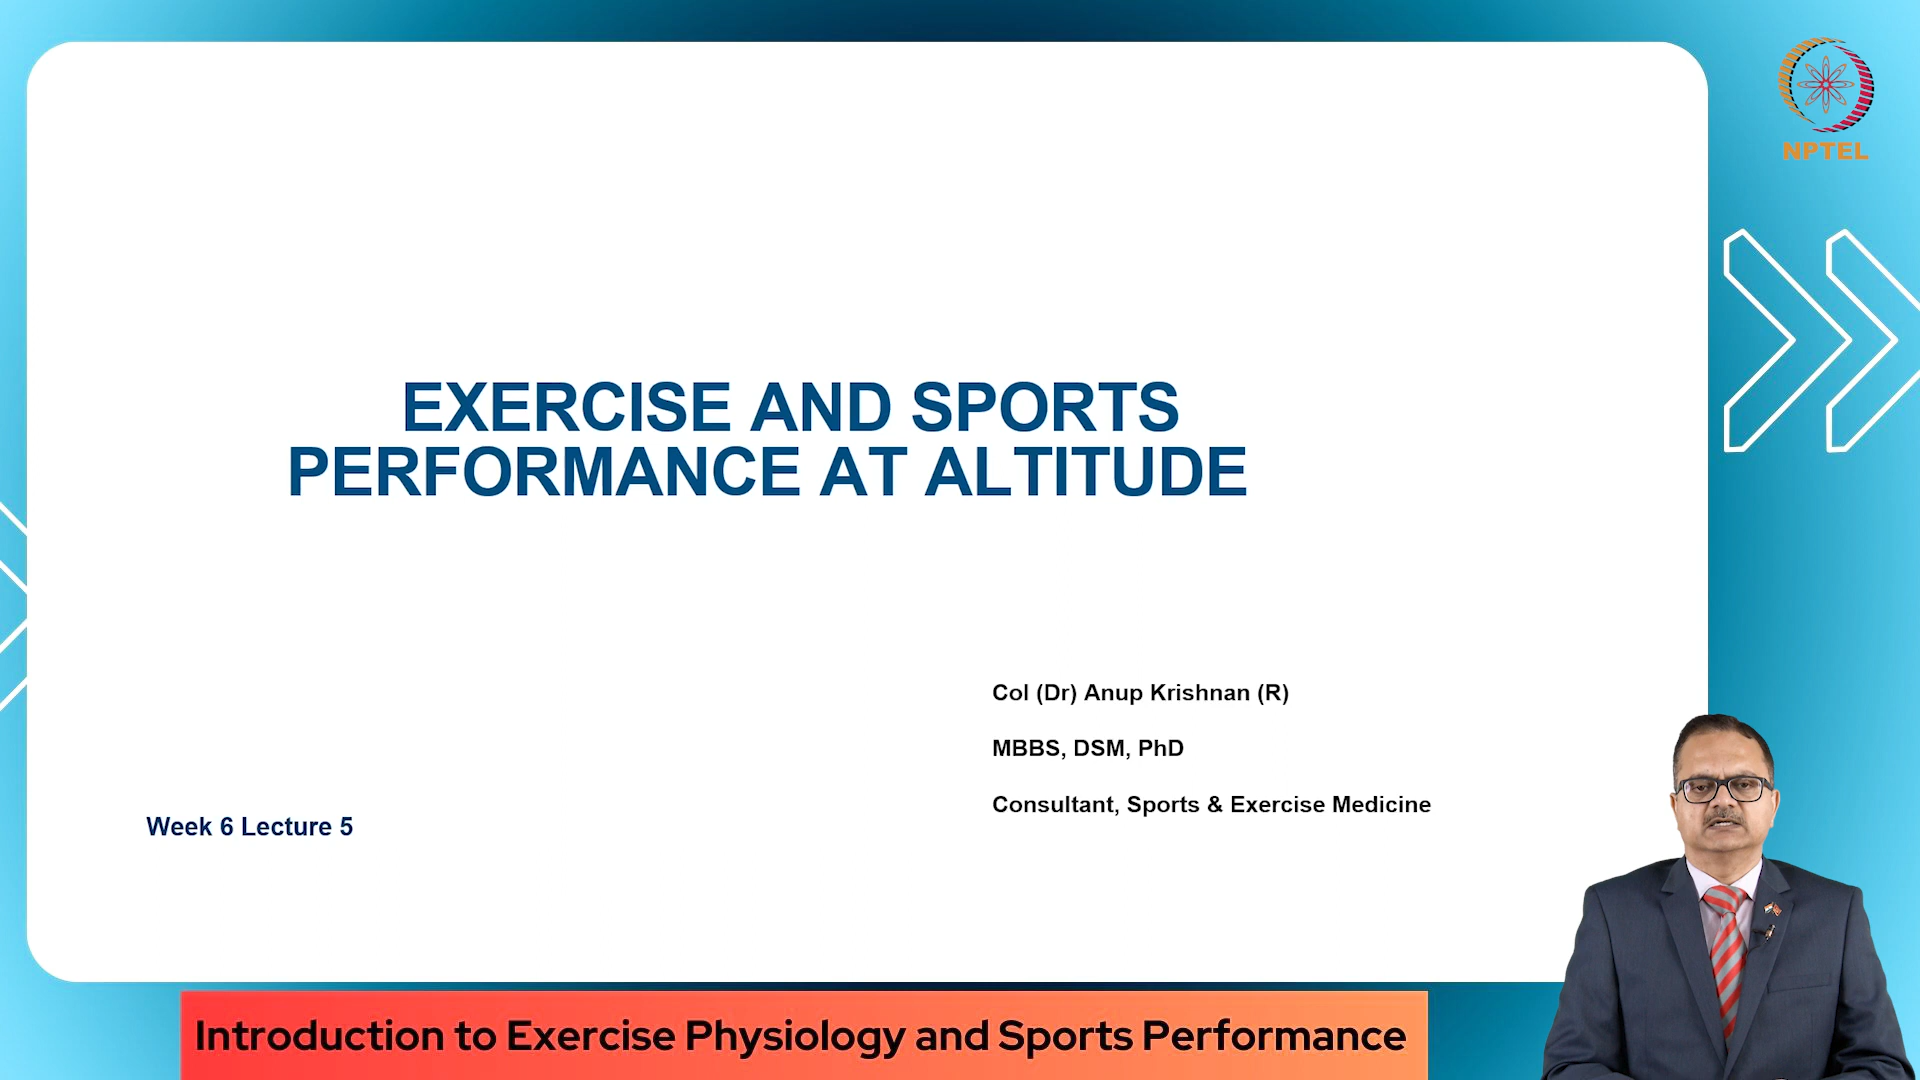 NPTEL
EXERCISE AND SPORTS
PERFORMANCE AT ALTITUDE
Col (Dr) Anup Krishnan (R)
MBBS, DSM, PhD
Consultant, Sports & Exercise Medicine
Week 6 Lecture 5
Introduction to Exercise Physiology and Sports Performance